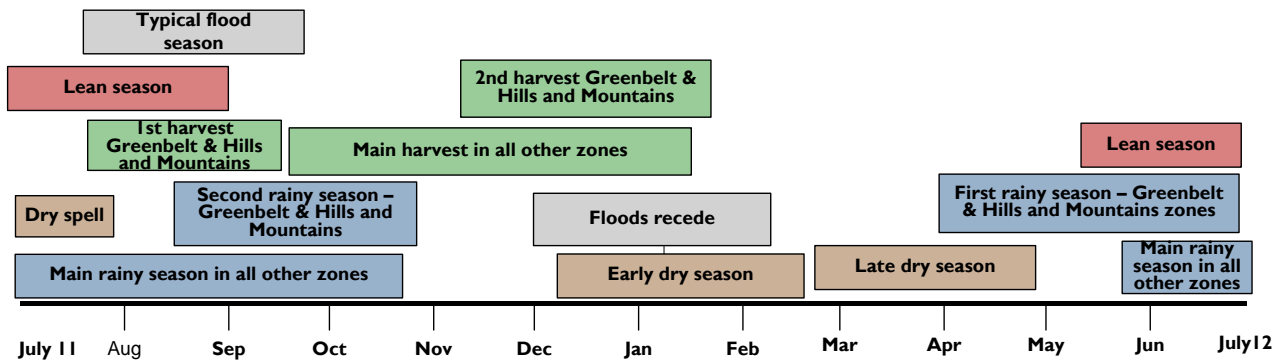 Typical flood
season
Lean season
2nd harvest Greenbelt &
Hills and Mountains
1st harvest
Greenbelt & Hills
and Mountains
Main harvest in all other zones
Lean season
Dry spell
Second rainy season –
Greenbelt & Hills and
Mountains
Floods recede
First rainy season – Greenbelt
& Hills and Mountains zones
Main rainy season in all other zones
Early dry season
Late dry season
Main rainy
season in all
other zones
July 11 Aug Sep Oct Nov Dec Jan Feb Mar Apr May Jun July12